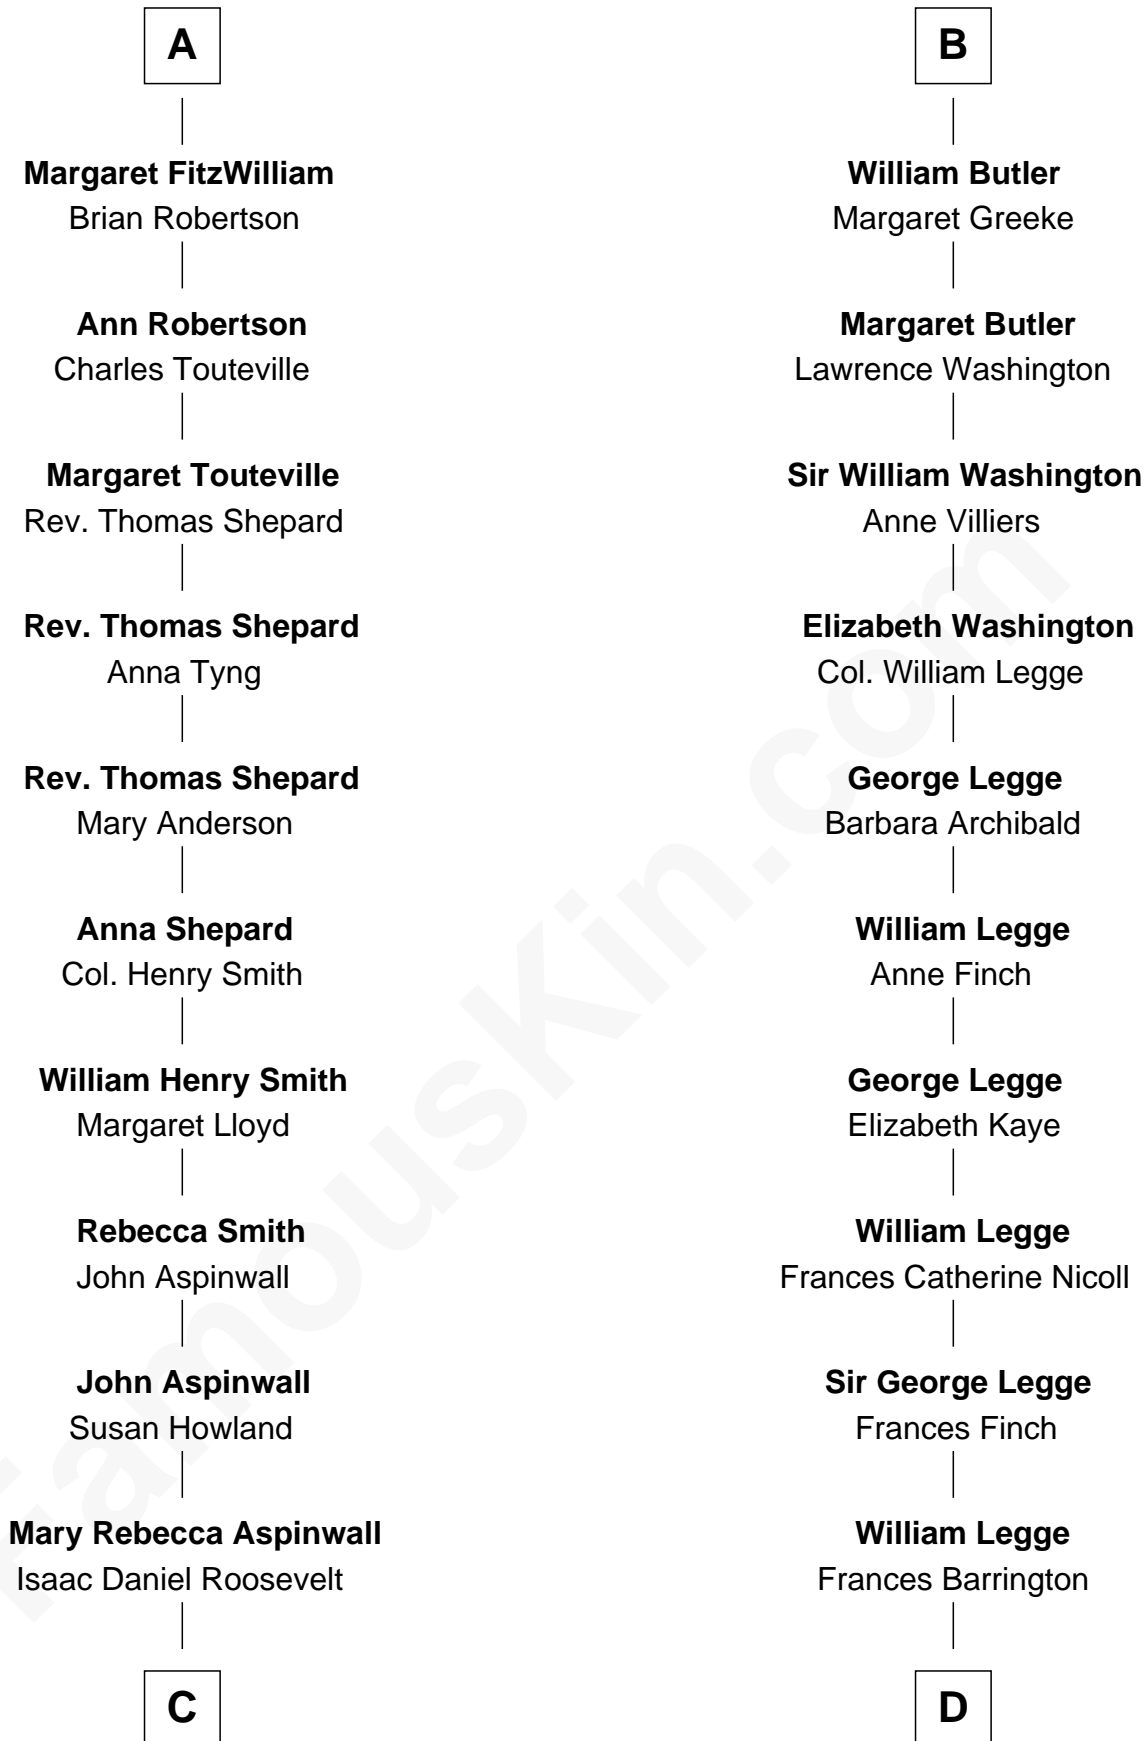 A
Margaret FitzWilliam
Brian Robertson
Ann Robertson
Charles Touteville
Margaret Touteville
Rev. Thomas Shepard
Rev. Thomas Shepard
Anna Tyng
Rev. Thomas Shepard
Mary Anderson
Anna Shepard
Col. Henry Smith
William Henry Smith
Margaret Lloyd
Rebecca Smith
John Aspinwall
John Aspinwall
Susan Howland
Mary Rebecca Aspinwall
Isaac Daniel Roosevelt
C
B
William Butler
Margaret Greeke
Margaret Butler
Lawrence Washington
Sir William Washington
Anne Villiers
Elizabeth Washington
Col. William Legge
George Legge
Barbara Archibald
William Legge
Anne Finch
George Legge
Elizabeth Kaye
William Legge
Frances Catherine Nicoll
Sir George Legge
Frances Finch
William Legge
Frances Barrington
D
FamousKin.com